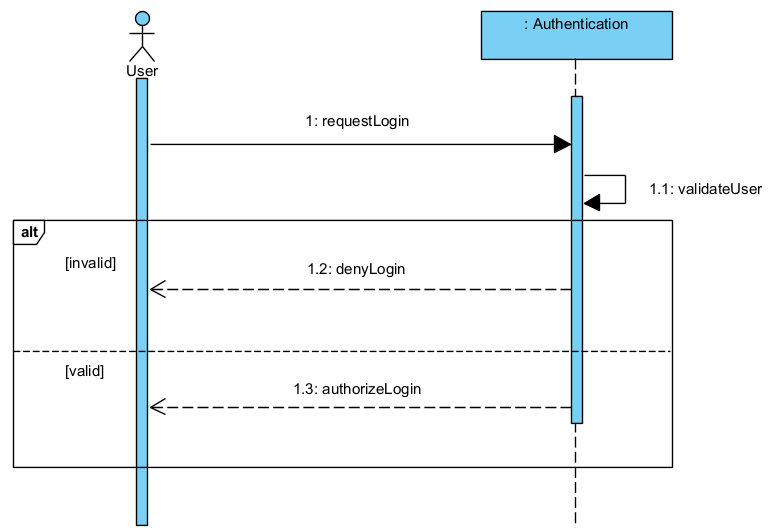 User
: Authentication
1: requestLogin
1.1: validateUser
alt
[invalid]
1.2: denyLogin
[valid]
1.3: authorizeLogin